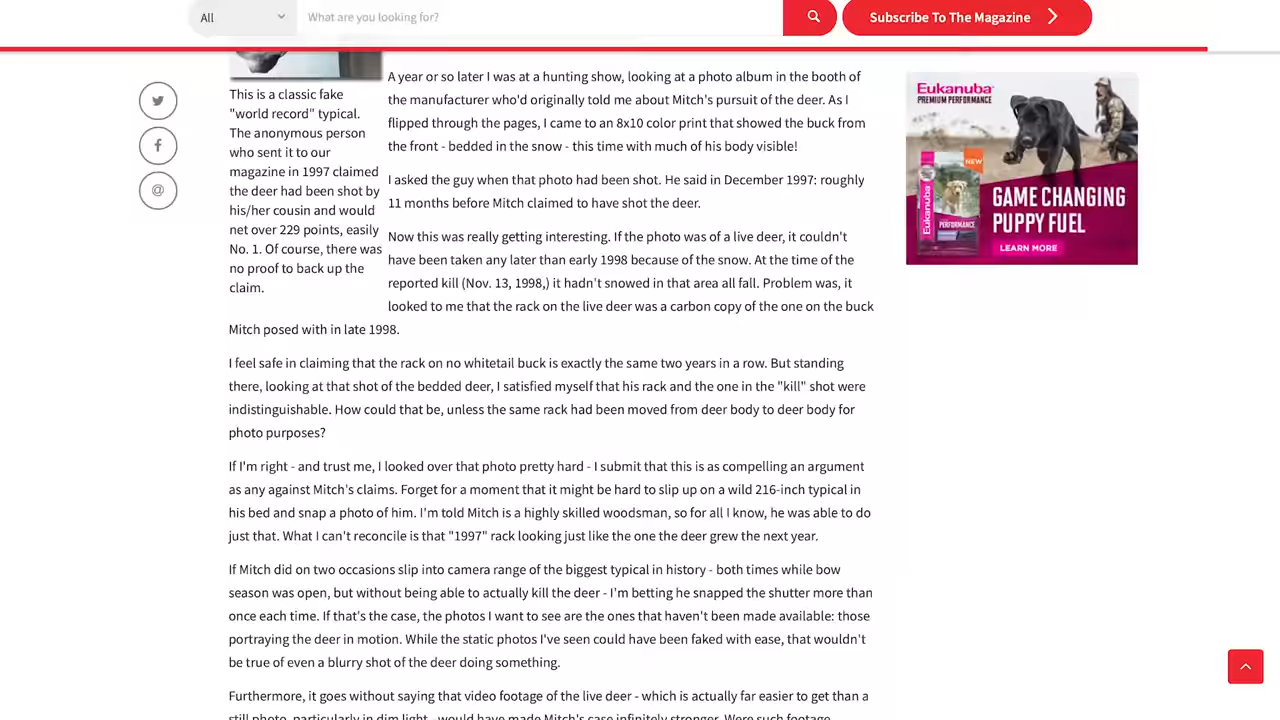 All
What are you looking for?
Subscribe To The Magazine
This is a classic fake
"world record" typical.
The anonymous person
who sent it to our
magazine in 1997 claimed
the deer had been shot by
his/her cousin and would
net over 229 points, easily
No. 1. Of course, there was
no proof to back up the
claim.
A year or so later I was at a hunting show, looking at a photo album in the booth of
the manufacturer who'd originally told me about Mitch's pursuit of the deer. As I
flipped through the pages, I came to an 8x10 color print that showed the buck from
the front - bedded in the snow - this time with much of his body visible!
I asked the guy when that photo had been shot. He said in December 1997: roughly
11 months before Mitch claimed to have shot the deer.
Now this was really getting interesting. If the photo was of a live deer, it couldn't
have been taken any later than early 1998 because of the snow. At the time of the
reported kill (Nov. 13, 1998,) it hadn't snowed in that area all fall. Problem was, it
looked to me that the rack on the live deer was a carbon copy of the one on the buck
Mitch posed with in late 1998.
I feel safe in claiming that the rack on no whitetail buck is exactly the same two years in a row. But standing
there, looking at that shot of the bedded deer, I satisfied myself that his rack and the one in the "kill" shot were
indistinguishable. How could that be, unless the same rack had been moved from deer body to deer body for
photo purposes?
If I'm right - and trust me, I looked over that photo pretty hard - I submit that this is as compelling an argument
as any against Mitch's claims. Forget for a moment that it might be hard to slip up on a wild 216-inch typical in
his bed and snap a photo of him. I'm told Mitch is a highly skilled woodsman, so for all I know, he was able to do
just that. What I can't reconcile is that "1997" rack looking just like the one the deer grew the next year.
If Mitch did on two occasions slip into camera range of the biggest typical in history - both times while bow
season was open, but without being able to actually kill the deer - I'm betting he snapped the shutter more than
once each time. If that's the case, the photos I want to see are the ones that haven't been made available: those
portraying the deer in motion. While the static photos I've seen could have been faked with ease, that wouldn't
be true of even a blurry shot of the deer doing something.
Furthermore, it goes without saying that video footage of the live deer - which is actually far easier to get than a
still photo, particularly in dim light - would have made Mitch's case infinitely stronger. Were such footage
Eukanuba
PREMIUM PERFORMANCE
NEW
Eukanuba
PERFORMANCE
GAME CHANGING
PUPPY FUEL
LEARN MORE